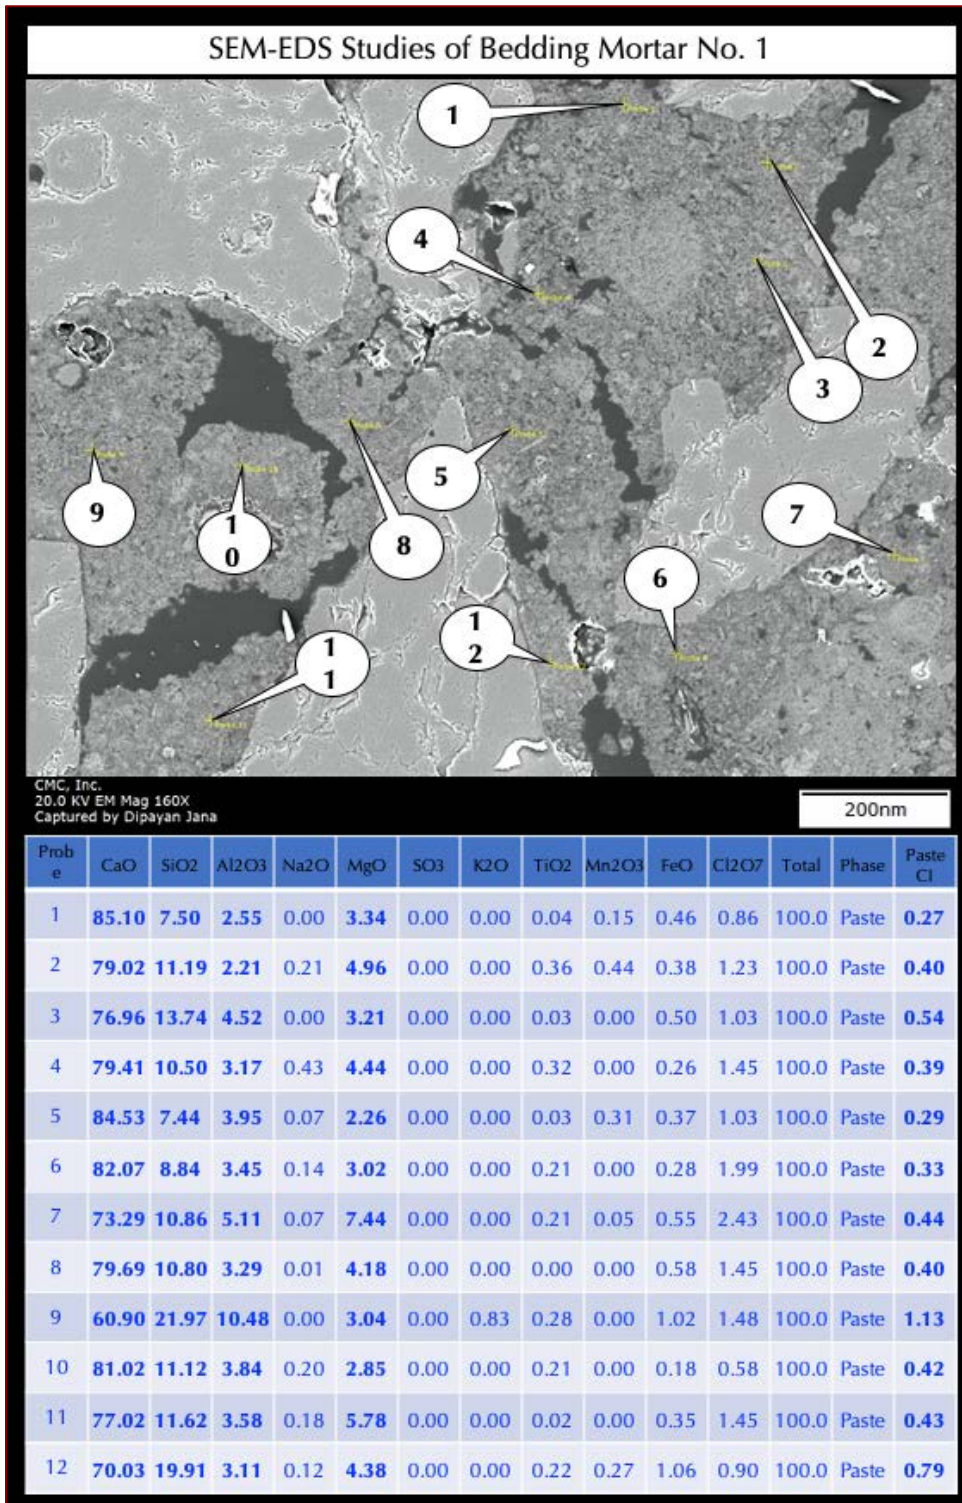 SEM-EDS Studies of Bedding Mortar No. 1
1
4
2
3
5
9
1
0
8
7
6
1
2
1
1
CMC, Inc.
20.0 KV EM Mag 160X
Captured by Dipayan Jana
200nm
Prob
e CaO SiO2 Al2O3 Na2O MgO SO3 K2O TiO2 Mn2O3 FeO Cl2O7 Total Phase Paste
CI
1 85.10 7.50 2.55 0.00 3.34 0.00 0.00 0.04 0.15 0.46 0.86 100.0 Paste 0.27
2 79.02 11.19 2.21 0.21 4.96 0.00 0.00 0.36 0.44 0.38 1.23 100.0 Paste 0.40
3 76.96 13.74 4.52 0.00 3.21 0.00 0.00 0.03 0.00 0.50 1.03 100.0 Paste 0.54
4 79.41 10.50 3.17 0.43 4.44 0.00 0.00 0.32 0.00 0.26 1.45 100.0 Paste 0.39
5 84.53 7.44 3.95 0.07 2.26 0.00 0.00 0.03 0.31 0.37 1.03 100.0 Paste 0.29
6 82.07 8.84 3.45 0.14 3.02 0.00 0.00 0.21 0.00 0.28 1.99 100.0 Paste 0.33
7 73.29 10.86 5.11 0.07 7.44 0.00 0.00 0.21 0.05 0.55 2.43 100.0 Paste 0.44
8 79.69 10.80 3.29 0.01 4.18 0.00 0.00 0.00 0.00 0.58 1.45 100.0 Paste 0.40
9 60.90 21.97 10.48 0.00 3.04 0.00 0.83 0.28 0.00 1.02 1.48 100.0 Paste 1.13
10 81.02 11.12 3.84 0.20 2.85 0.00 0.00 0.21 0.00 0.18 0.58 100.0 Paste 0.42
11 77.02 11.62 3.58 0.18 5.78 0.00 0.00 0.02 0.00 0.35 1.45 100.0 Paste 0.43
12 70.03 19.91 3.11 0.12 4.38 0.00 0.00 0.22 0.27 1.06 0.90 100.0 Paste 0.79